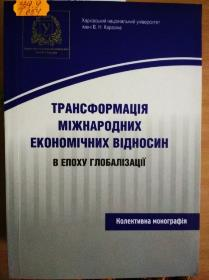 Харківський національний університет
імені В. Н. Каразіна
ТРАНСФОРМАЦІЯ
МІЖНАРОДНИХ
ЕКОНОМІЧНИХ ВІДНОСИН
В ЕПОХУ ГЛОБАЛІЗАЦІЇ
Колективна монографія